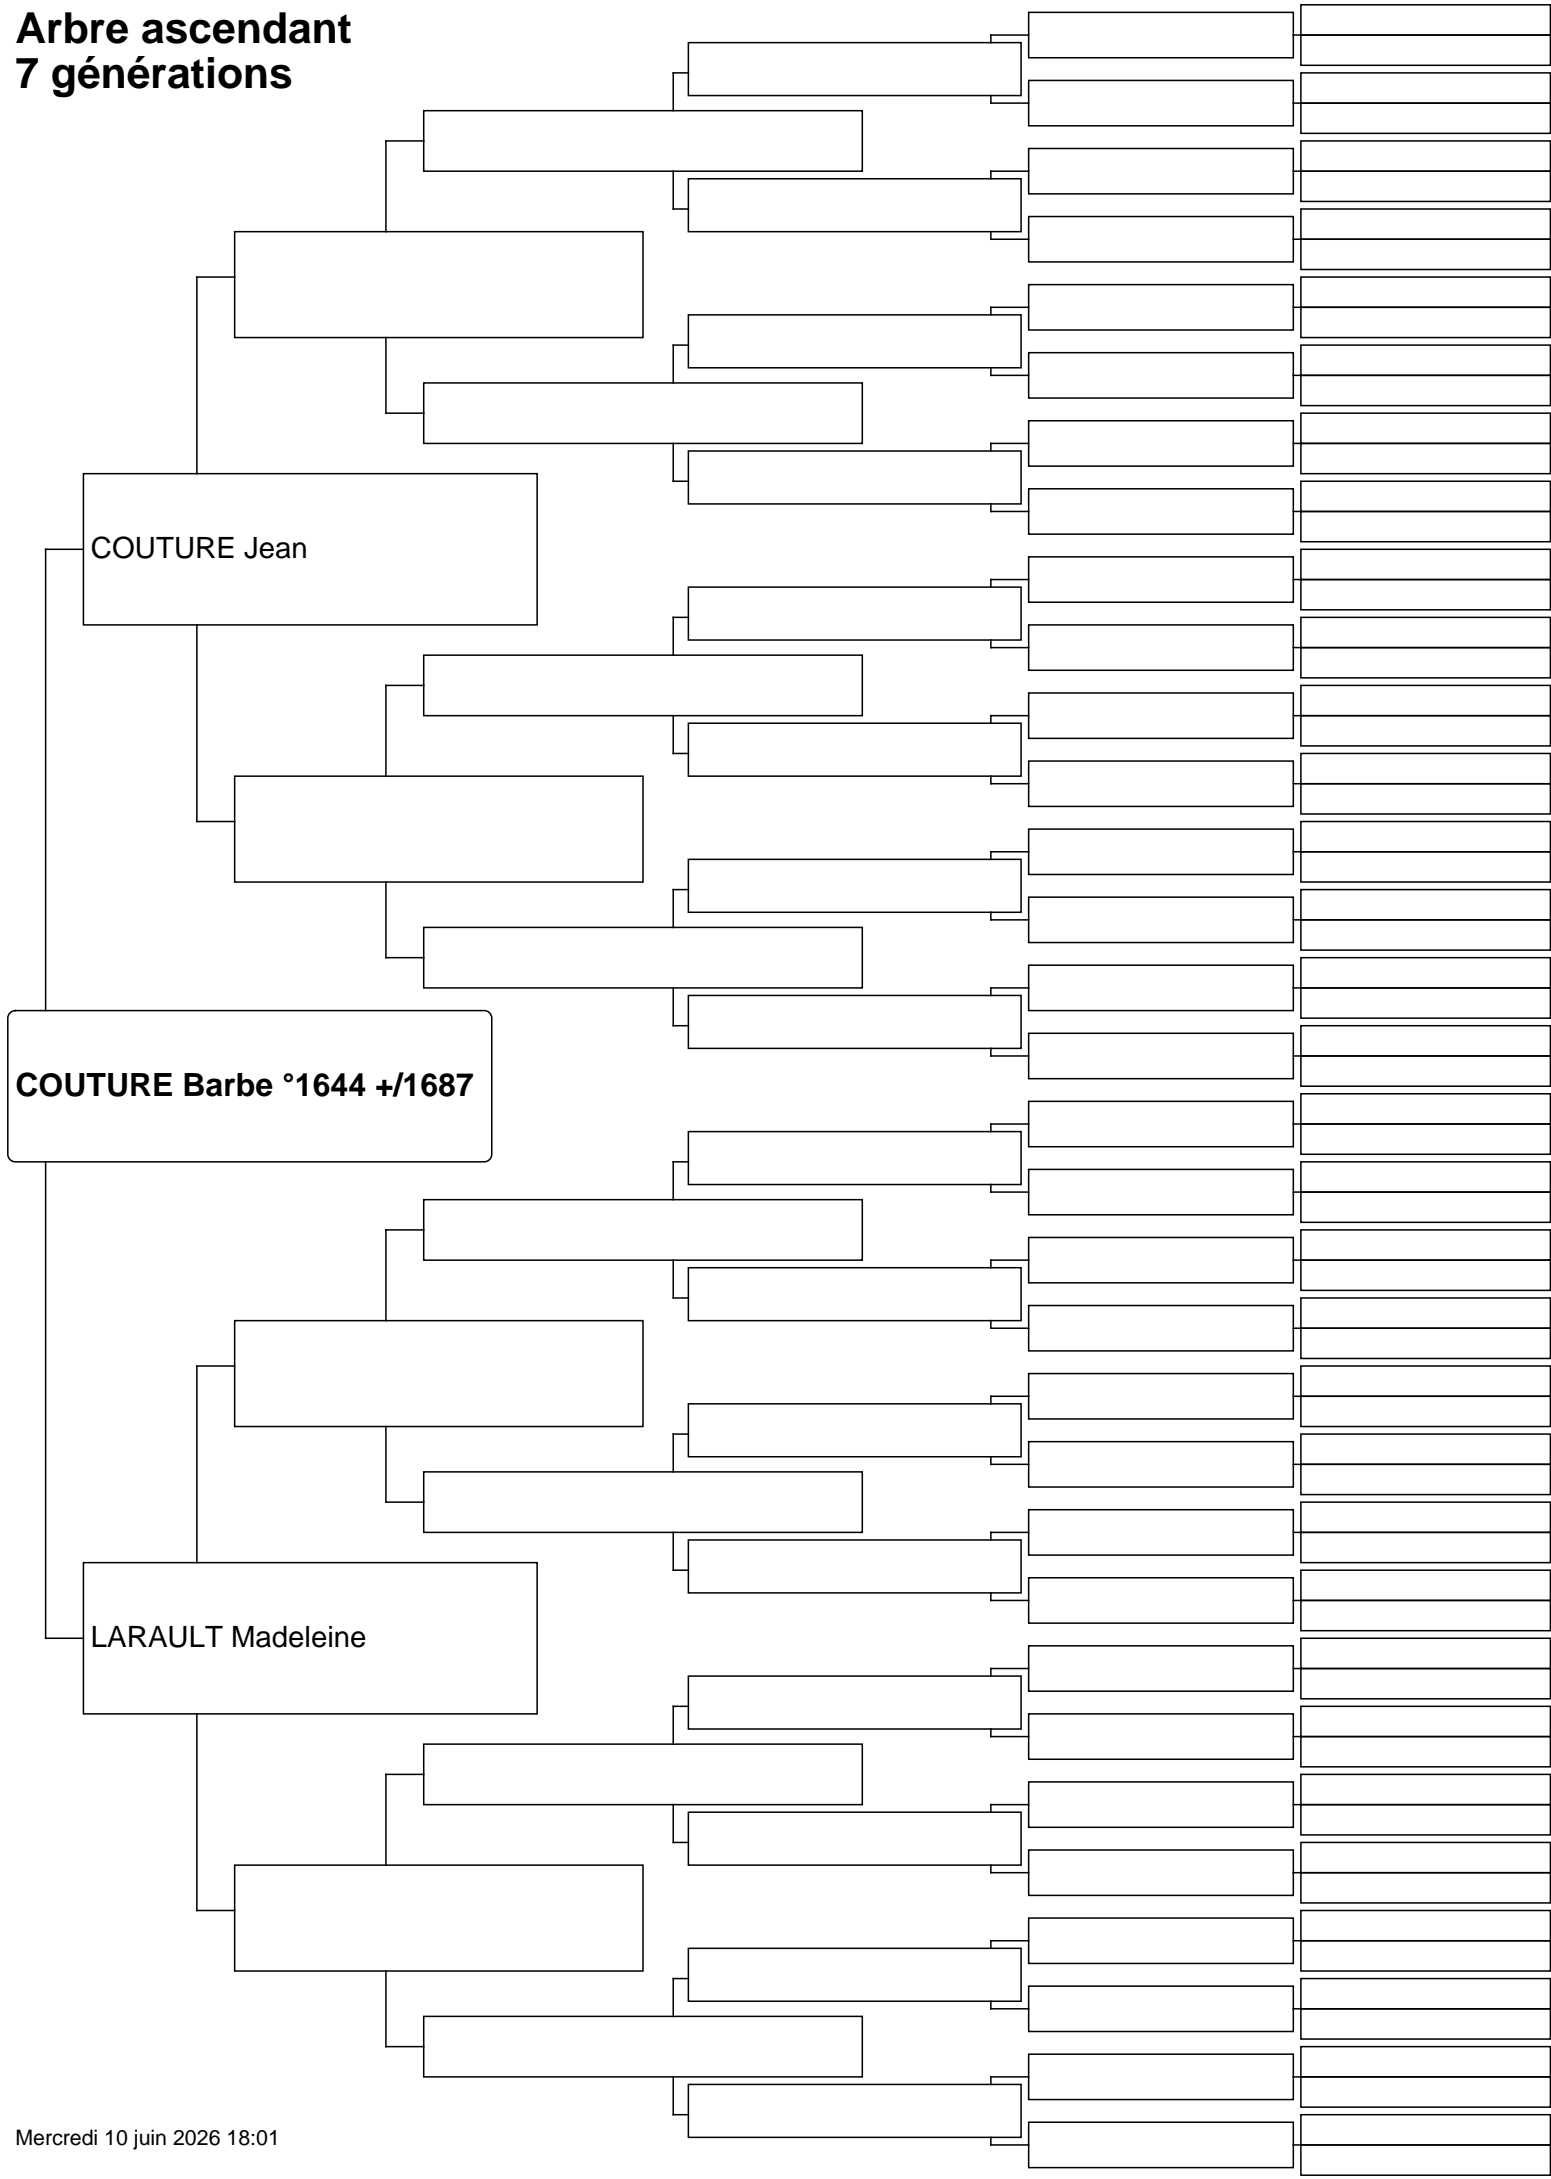 Arbre ascendant
7 générations
COUTURE Jean
COUTURE Barbe °1644 +/1687
LARAULT Madeleine
Mercredi 10 juin 2026 18:01